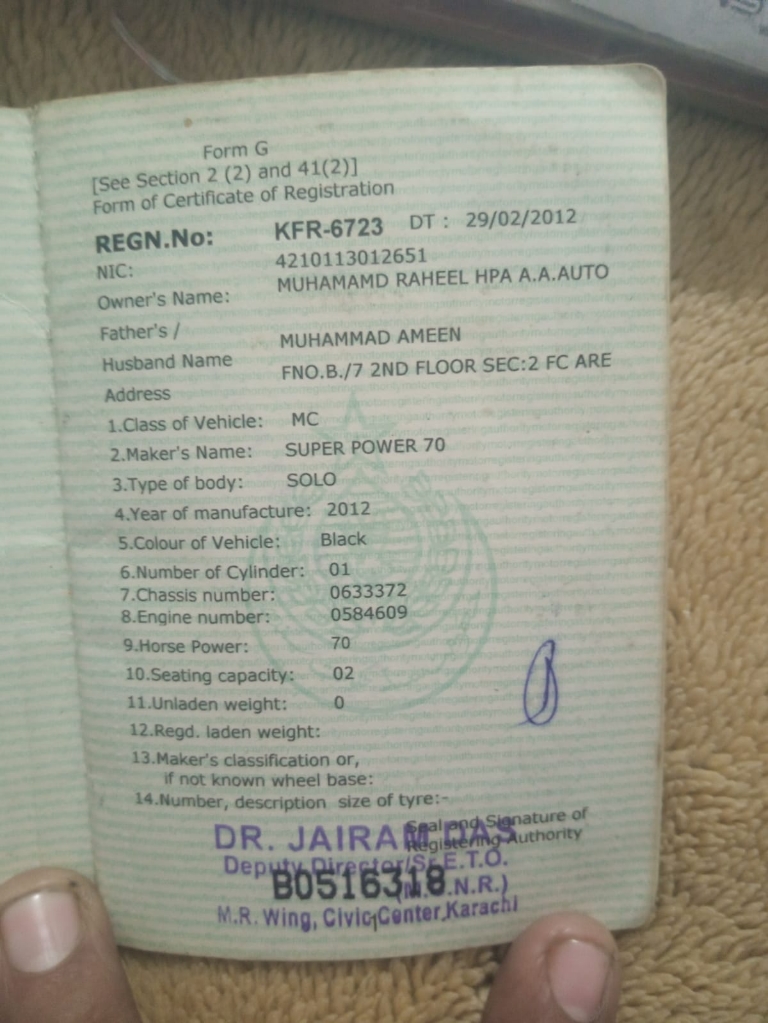 Form G
[See Section 2 (2) and 41(2)]
Form of Certificate of Registration
REGN.No: KFR-6723 DT : 29/02/2012
NIC: 4210113012651
Owner's Name: MUHAMAMD RAHEEL HPA A.A.AUTO
Father's /
Husband Name MUHAMMAD AMEEN
Address FNO.B./7 2ND FLOOR SEC:2 FC ARE
1.Class of Vehicle: MC
2.Maker's Name: SUPER POWER 70
3.Type of body: SOLO
4.Year of manufacture: 2012
5.Colour of Vehicle: Black
6.Number of Cylinder: 01
7.Chassis number: 0633372
8.Engine number: 0584609
9.Horse Power: 70
10.Seating capacity: 02
11.Unladen weight: 0
12.Regd. laden weight:
13.Maker's classification or,
if not known wheel base:
14.Number, description size of tyre:-
Seal and Signature of
Registering Authority
DR. JAIRAM DAS
Deputy Director/Sr.E.T.O.
B0516318
M.R. Wing, Civic Center,Karachi